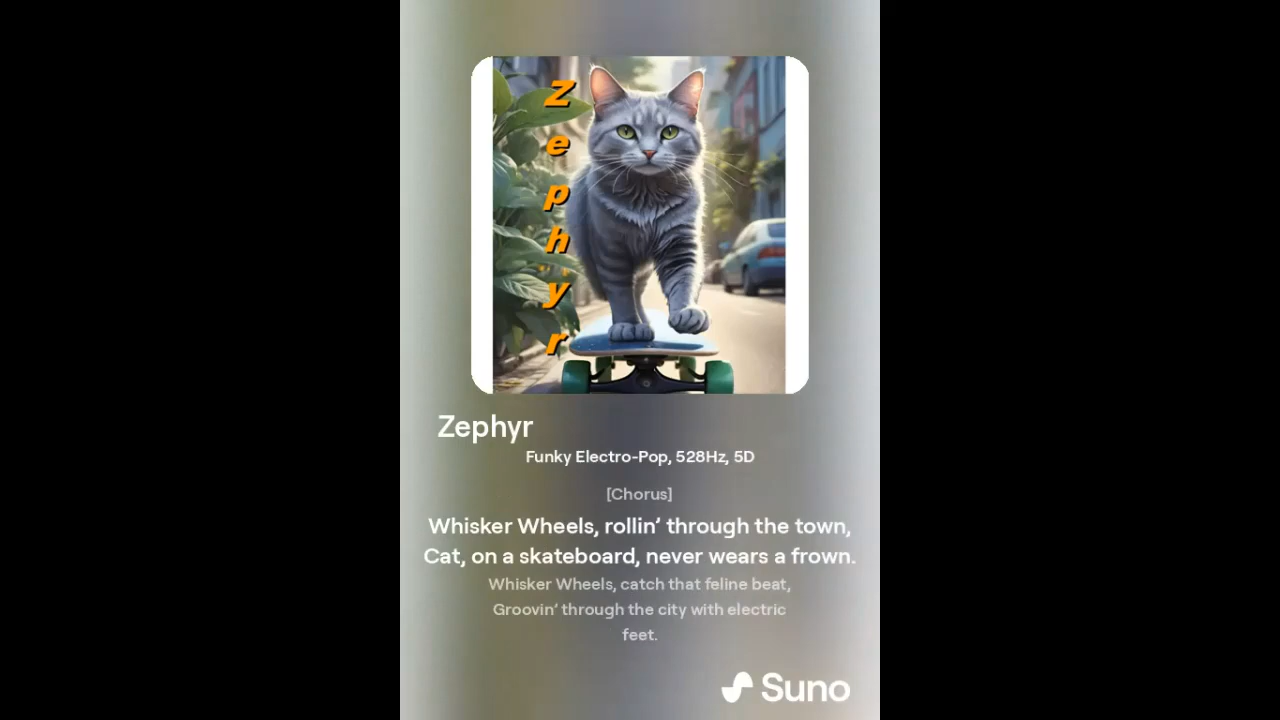 Zephyr
Zephyr
Funky Electro-Pop, 528Hz, 5D
[Chorus]
Whisker Wheels, rollin’ through the town,
Cat, on a skateboard, never wears a frown.
Whisker Wheels, catch that feline beat,
Groovin’ through the city with electric
feet.
Suno